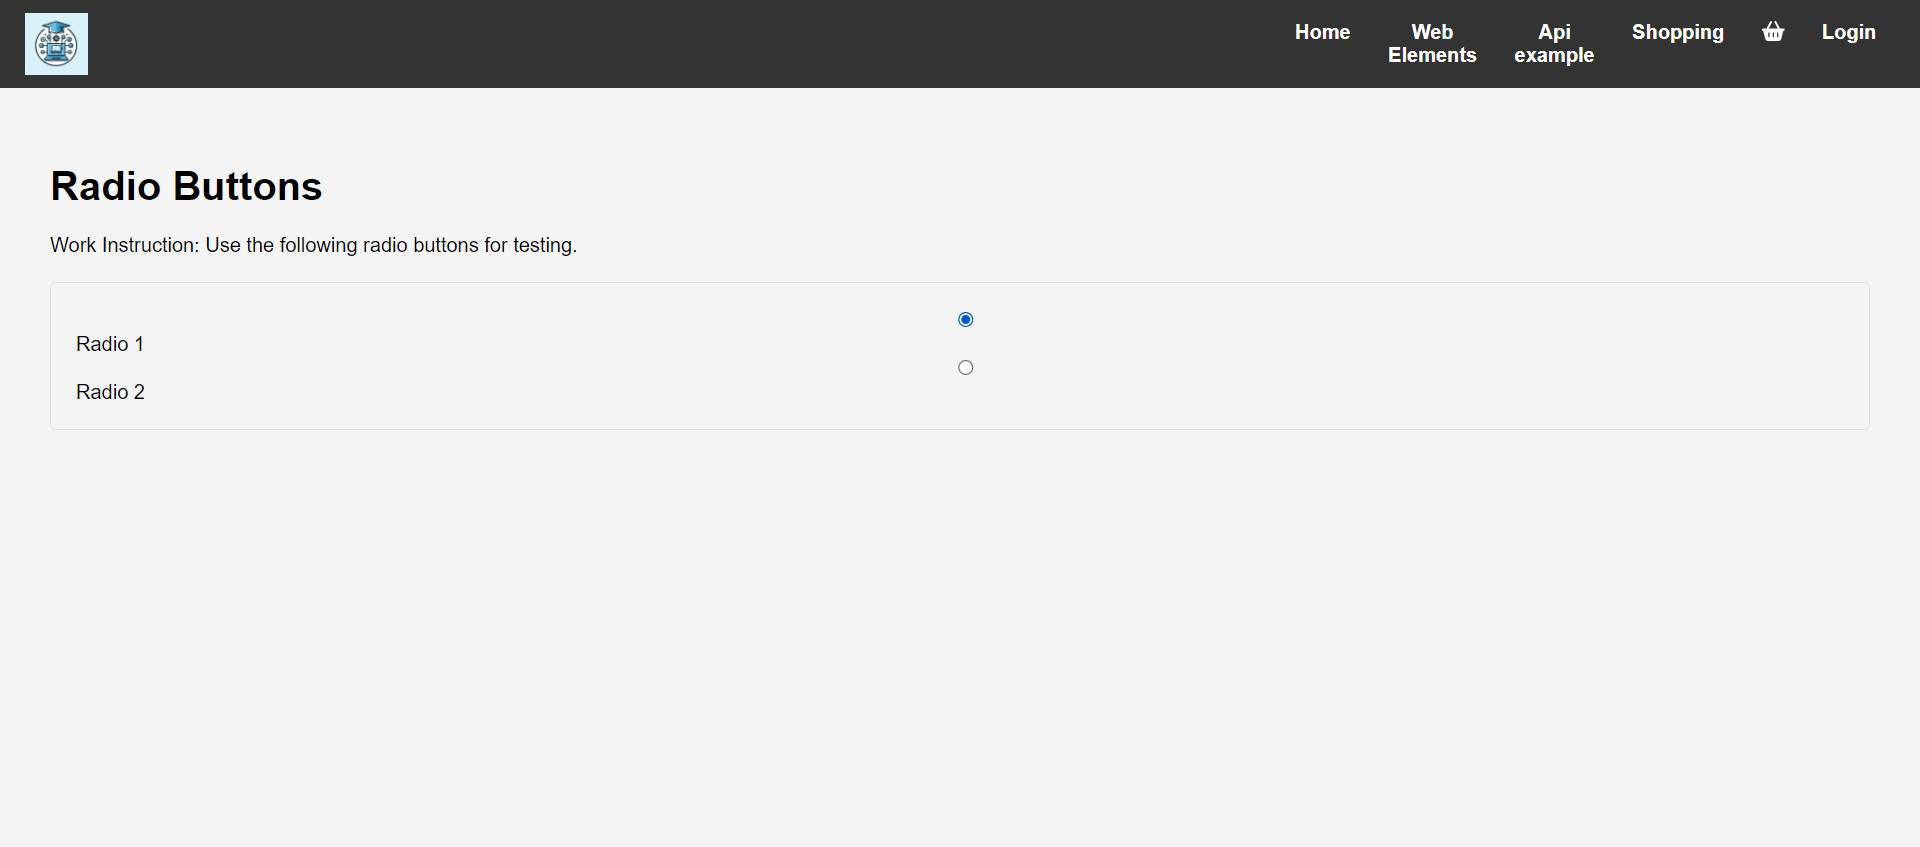 Home
Web
Elements
Api
example
Shopping
Login
Radio Buttons
Work Instruction: Use the following radio buttons for testing.
Radio 1
Radio 2